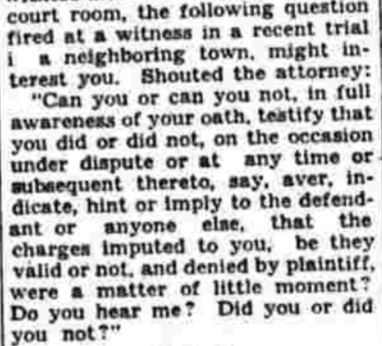 court room, the following question
fired at a witness in a recent trial
i a neighboring town, might in-
terest you. Shouted the attorney:
"Can you or can you not, in full
awareness of your oath, testify that
you did or did not, on the occasion
under dispute or at any time or
subsequent thereto, say, aver, in-
dicate, hint or imply to the defend-
ant or anyone else, that the
charges imputed to you, be they
valid or not, and denied by plaintiff,
were a matter of little moment?
Do you hear me? Did you or did
you not?"